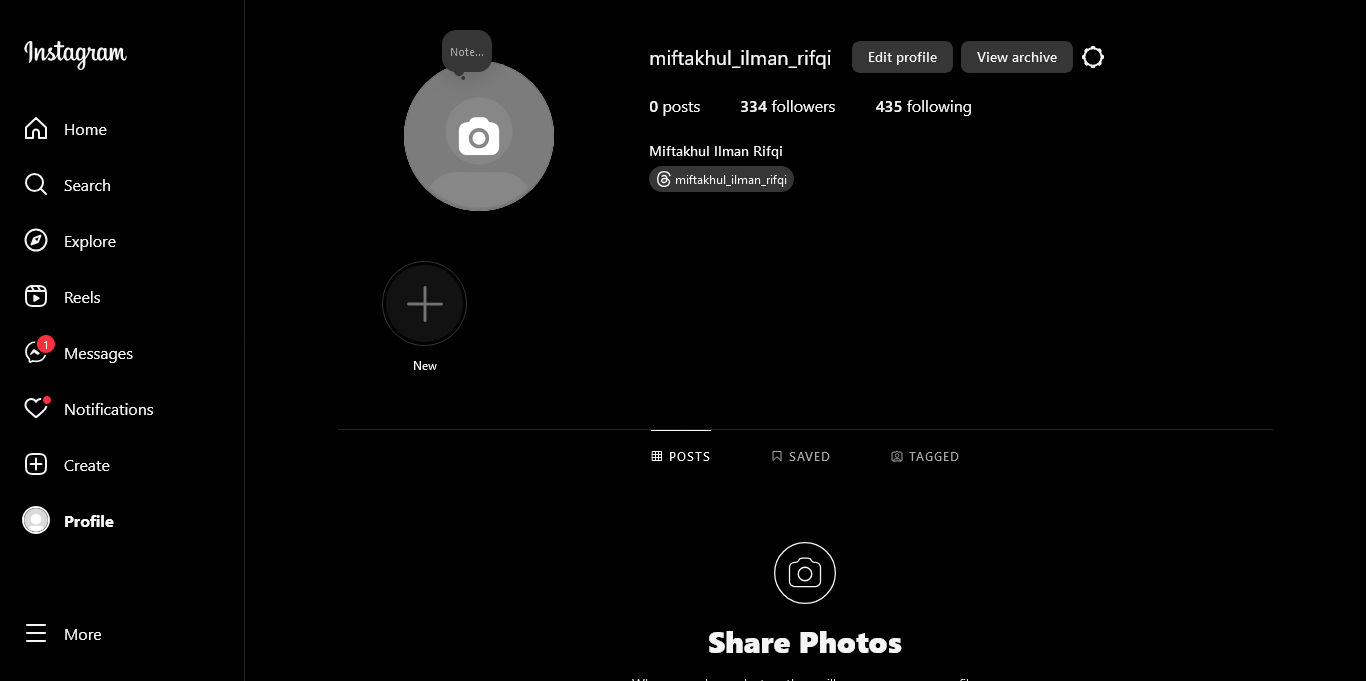 Instagram
Home
Search
Explore
Reels
1
Messages
Notifications
Create
Profile
More
Note...
miftakhul_ilman_rifqi
Edit profile
View archive
0 posts
334 followers
435 following
Miftakhul Ilman Rifqi
miftakhul_ilman_rifqi
New
POSTS
SAVED
TAGGED
Share Photos